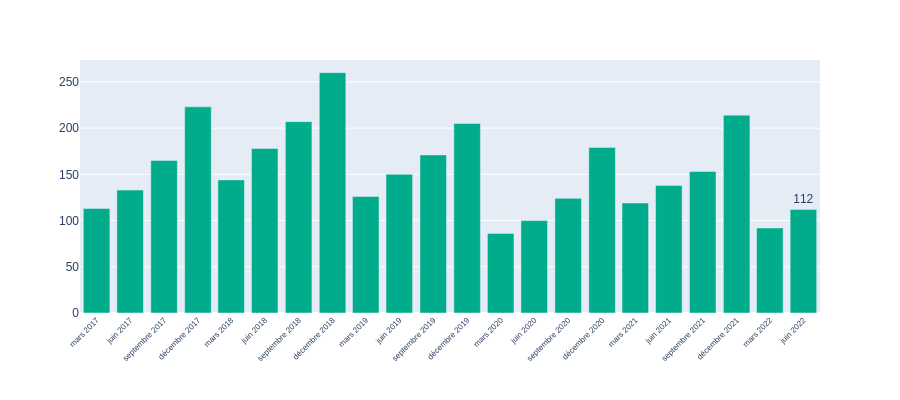 250
200
150
100
50
0
112
mars 2017
juin 2017
septembre 2017
décembre 2017
mars 2018
juin 2018
septembre 2018
décembre 2018
mars 2019
juin 2019
septembre 2019
décembre 2019
mars 2020
juin 2020
septembre 2020
décembre 2020
mars 2021
juin 2021
septembre 2021
décembre 2021
mars 2022
juin 2022